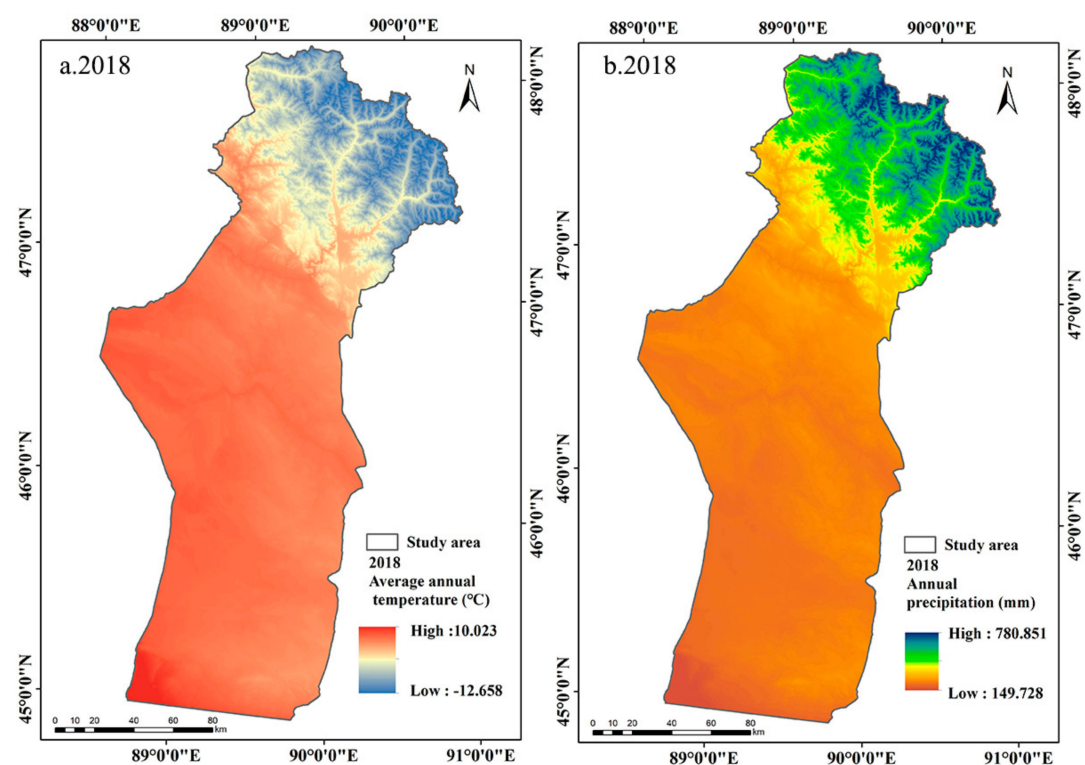 88°0'0"E 89°0'0"E 90°0'0"E
a.2018
N
48°0'0"N
47°0'0"N
47°0'0"N
46°0'0"N
46°0'0"N
45°0'0"N
Study area
2018
Average annual
temperature (°C)
High :10.023
Low : -12.658
0 10 20 40 60 80
km
89°0'0"E 90°0'0"E 91°0'0"E
88°0'0"E 89°0'0"E 90°0'0"E
b.2018
N
48°0'0"N
47°0'0"N
47°0'0"N
46°0'0"N
46°0'0"N
45°0'0"N
Study area
2018
Annual
precipitation (mm)
High : 780.851
Low : 149.728
0 10 20 40 60 80
km
89°0'0"E 90°0'0"E 91°0'0"E